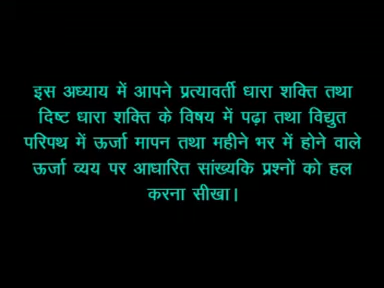 इस अध्याय में आपने प्रत्यावर्ती धारा शक्ति तथा
दिष्ट धारा शक्ति के विषय में पढ़ा तथा विद्युत
परिपथ में ऊर्जा मापन तथा महीने भर में होने वाले
ऊर्जा व्यय पर आधारित सांख्यकि प्रश्नों को हल
करना सीखा।